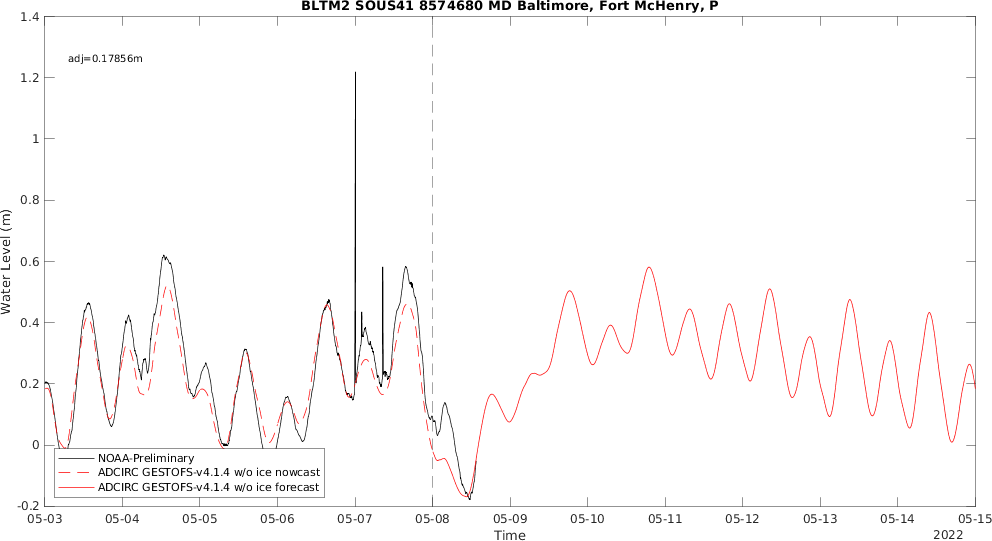 BLTM2 SOUS41 8574680 MD Baltimore, Fort McHenry, P
adj=0.17856m
1.4
1.2
1
0.8
0.6
0.4
0.2
0
-0.2
Water Level (m)
NOAA-Preliminary
ADCIRC GESTOFS-v4.1.4 w/o ice nowcast
ADCIRC GESTOFS-v4.1.4 w/o ice forecast
05-03 05-04 05-05 05-06 05-07 05-08 05-09 05-10 05-11 05-12 05-13 05-14 05-15
Time
2022